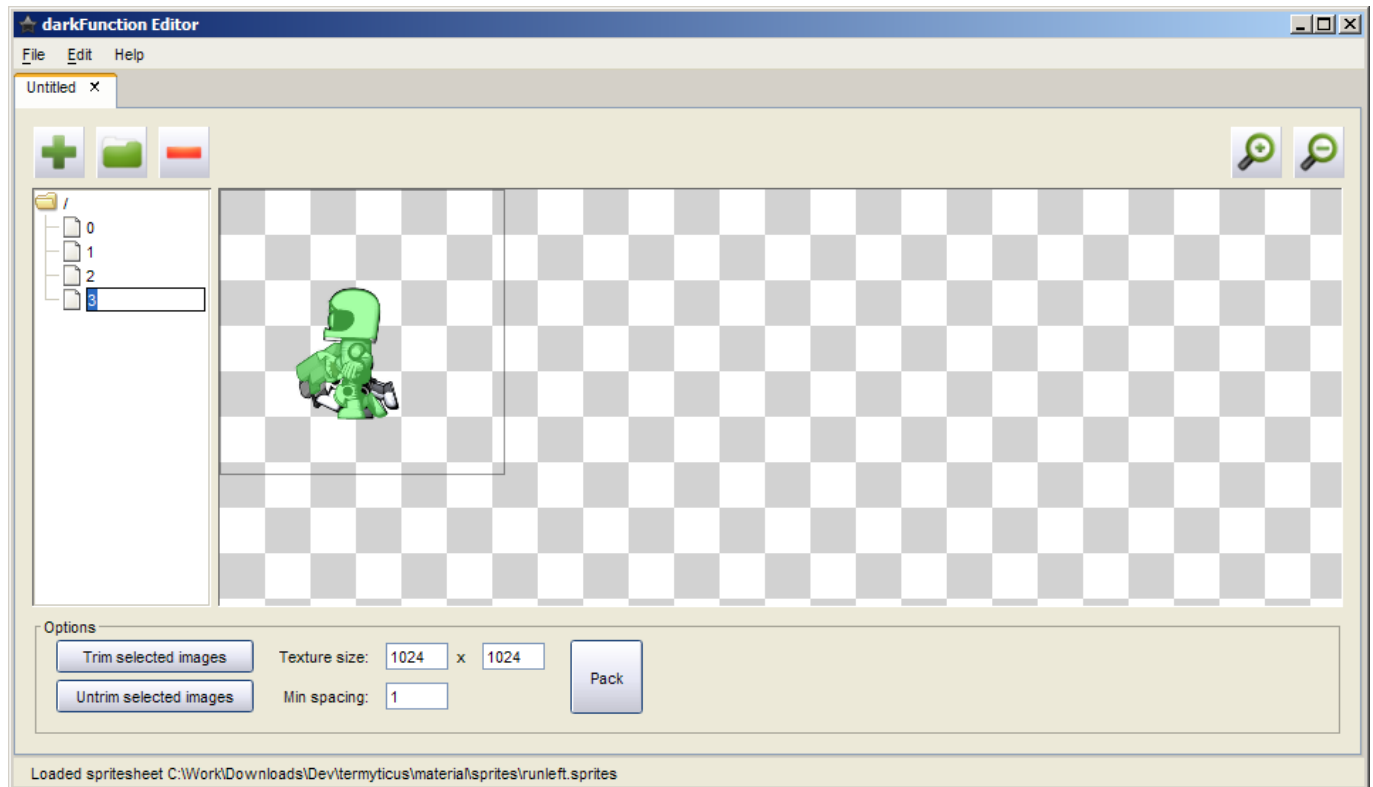 darkFunction Editor
File Edit Help
Untitled x
/
0
1
2
3
Options
Trim selected images Texture size: 1024 x 1024
Pack
Untrim selected images Min spacing: 1
Loaded spritesheet C:\Work\Downloads\Dev\termyticus\material\sprites\runleft.sprites